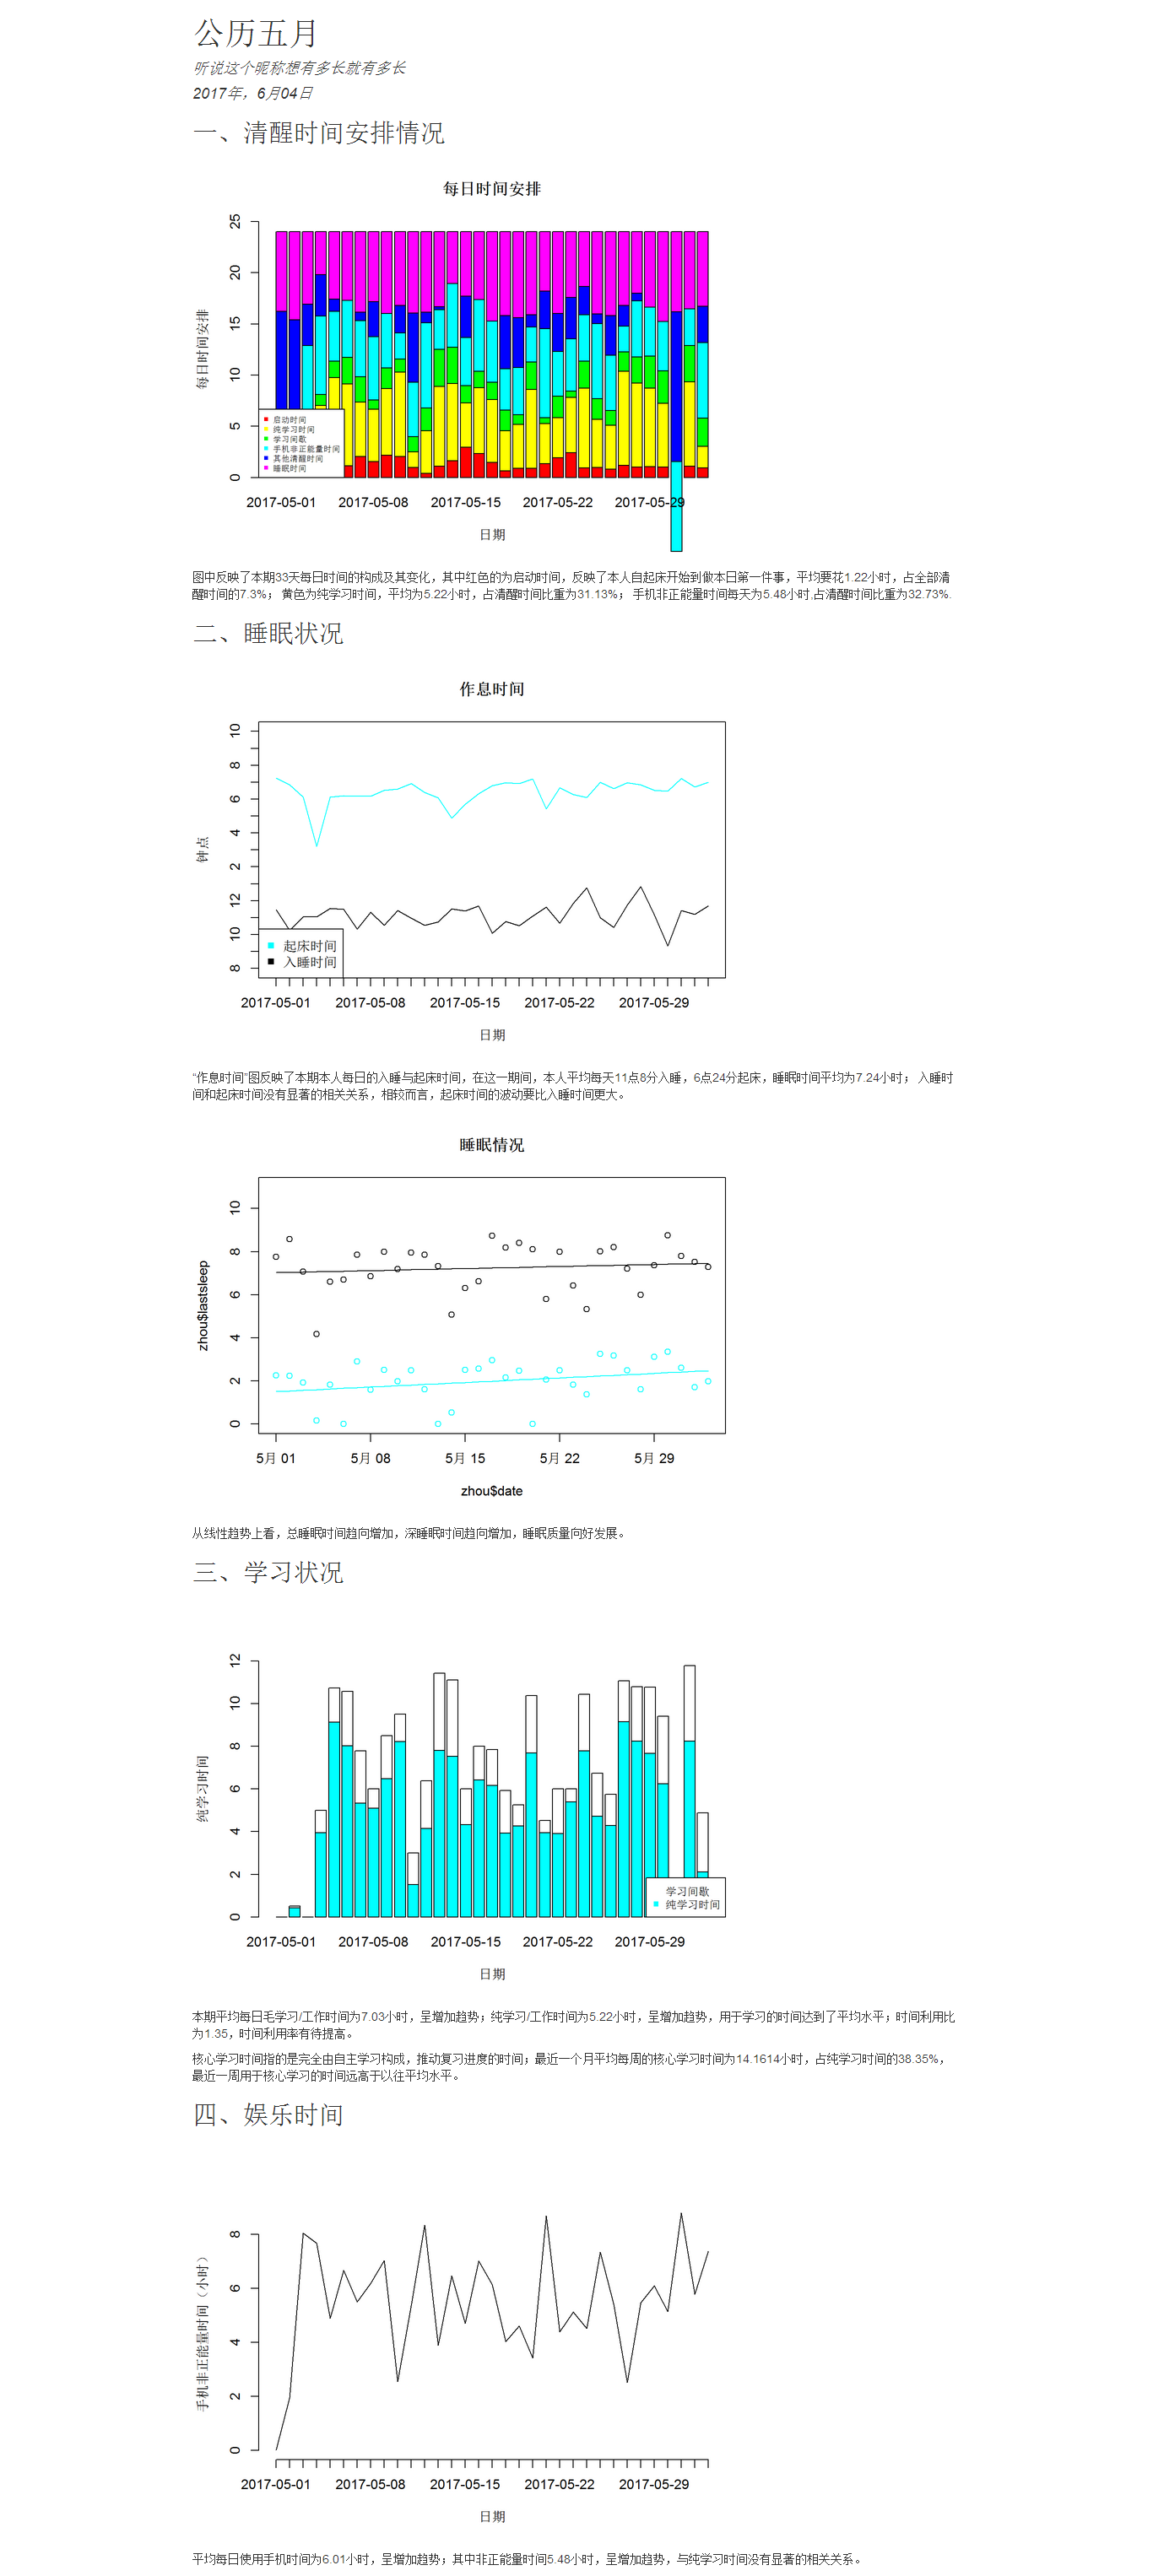 公历五月
听说这个昵称想有多长就有多长
2017年，6月04日
一、清醒时间安排情况
每日时间安排
25
20
15
10
5
0
每日时间安排
启动时间
纯学习时间
学习间歇
手机非正能量时间
其他清醒时间
睡眠时间
2017-05-01 2017-05-08 2017-05-15 2017-05-22 2017-05-29
日期
图中反映了本期33天每日时间的构成及其变化，其中红色的为启动时间，反映了本人自起床开始到做本日第一件事，平均要花1.22小时，占全部清
醒时间的7.3%； 黄色为纯学习时间，平均为5.22小时，占清醒时间比重为31.13%； 手机非正能量时间每天为5.48小时,占清醒时间比重为32.73%.
二、睡眠状况
作息时间
10
8
6
4
2
12
10
8
钟点
起床时间
入睡时间
2017-05-01 2017-05-08 2017-05-15 2017-05-22 2017-05-29
日期
“作息时间”图反映了本期本人每日的入睡与起床时间，在这一期间，本人平均每天11点8分入睡，6点24分起床，睡眠时间平均为7.24小时； 入睡时
间和起床时间没有显著的相关关系，相较而言，起床时间的波动要比入睡时间更大。
睡眠情况
10
8
6
4
2
0
zhou$lastsleep
5月 01 5月 08 5月 15 5月 22 5月 29
zhou$date
从线性趋势上看，总睡眠时间趋向增加，深睡眠时间趋向增加，睡眠质量向好发展。
三、学习状况
12
10
8
6
4
2
0
纯学习时间
学习间歇
纯学习时间
2017-05-01 2017-05-08 2017-05-15 2017-05-22 2017-05-29
日期
本期平均每日毛学习/工作时间为7.03小时，呈增加趋势；纯学习/工作时间为5.22小时，呈增加趋势，用于学习的时间达到了平均水平；时间利用比
为1.35，时间利用率有待提高。
核心学习时间指的是完全由自主学习构成，推动复习进度的时间；最近一个月平均每周的核心学习时间为14.1614小时，占纯学习时间的38.35%，
最近一周用于核心学习的时间远高于以往平均水平。
四、娱乐时间
8
6
4
2
0
手机非正能量时间（小时）
2017-05-01 2017-05-08 2017-05-15 2017-05-22 2017-05-29
日期
平均每日使用手机时间为6.01小时，呈增加趋势；其中非正能量时间5.48小时，呈增加趋势，与纯学习时间没有显著的相关关系。